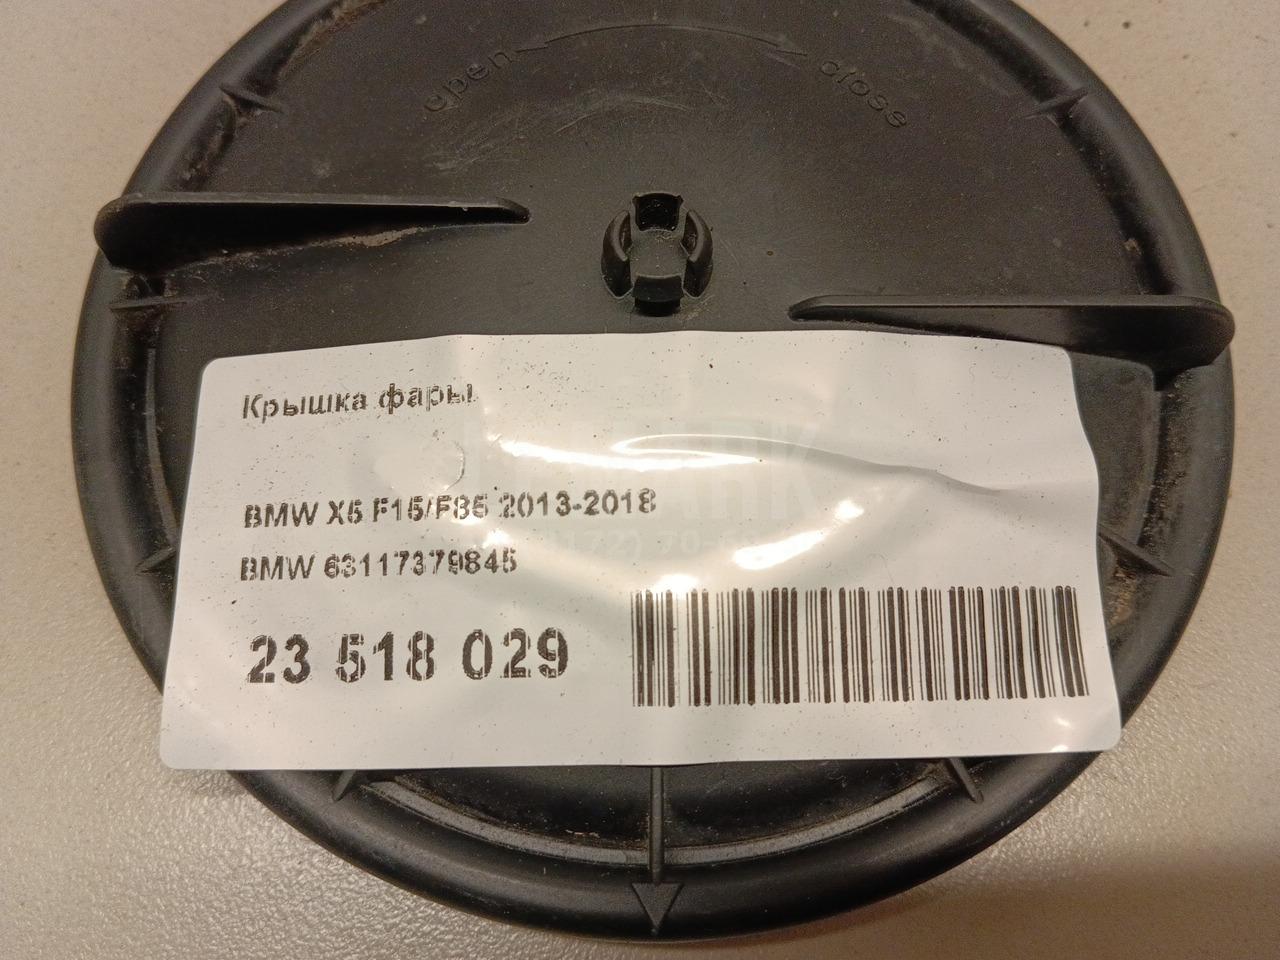 open
close
Крышка фары
BMW X5 F15/F85 2013-2018
BMW 63117379845
23 518 029